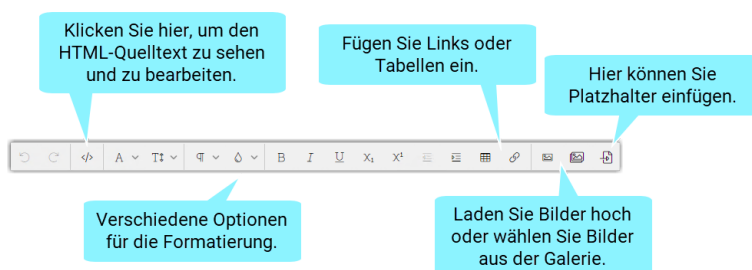 Klicken Sie hier, um den
HTML-Quelltext zu sehen
und zu bearbeiten.
Fügen Sie Links oder
Tabellen ein.
Hier können Sie
Platzhalter einfügen.
</> A T↕ ¶ B I U X₁ X¹
Verschiedene Optionen
für die Formatierung.
Laden Sie Bilder hoch
oder wählen Sie Bilder
aus der Galerie.